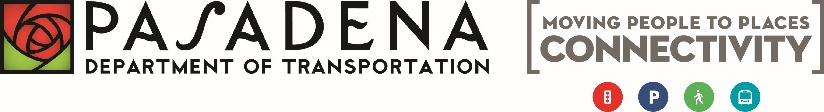 PASADENA
DEPARTMENT OF TRANSPORTATION
MOVING PEOPLE TO PLACES
CONNECTIVITY
P